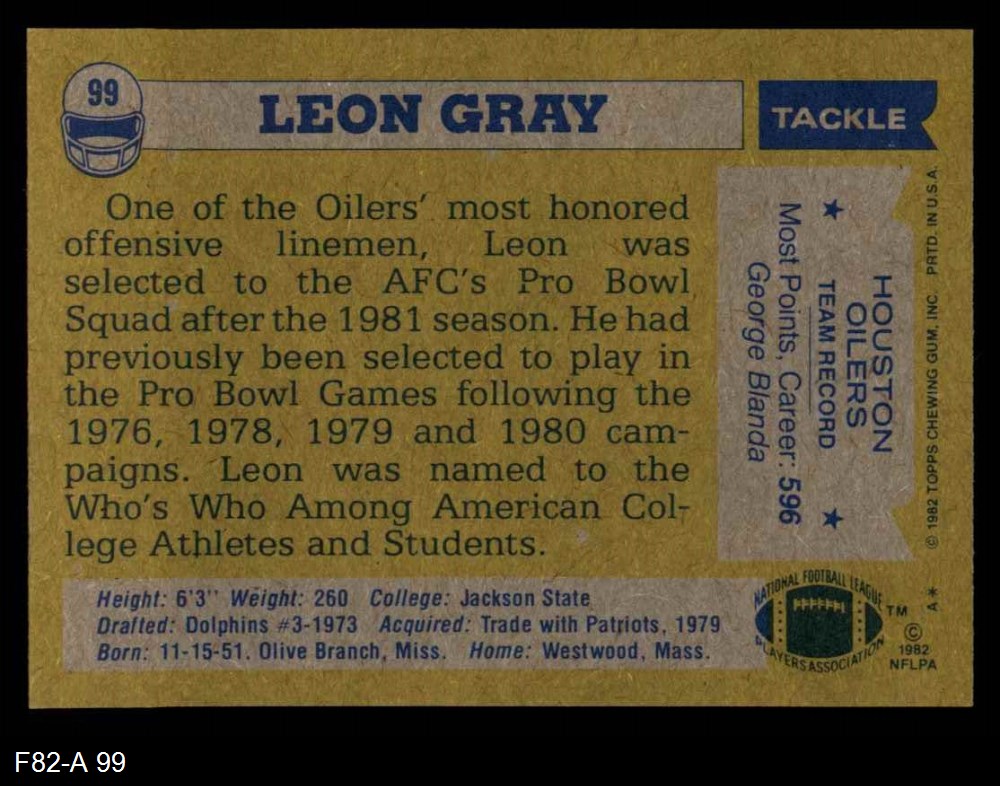 99
LEON GRAY
TACKLE
One of the Oilers' most honored
offensive linemen, Leon was
selected to the AFC's Pro Bowl
Squad after the 1981 season. He had
previously been selected to play in
the Pro Bowl Games following the
1976, 1978, 1979 and 1980 cam-
paigns. Leon was named to the
Who's Who Among American Col-
lege Athletes and Students.
HOUSTON
OILERS
★ TEAM RECORD ★
Most Points, Career: 596
George Blanda
© 1982 TOPPS CHEWING GUM, INC. PRTD. IN U.S.A.
A*
Height: 6'3" Weight: 260 College: Jackson State
Drafted: Dolphins #3-1973 Acquired: Trade with Patriots, 1979
Born: 11-15-51, Olive Branch, Miss. Home: Westwood, Mass.
NATIONAL FOOTBALL LEAGUE
PLAYERS ASSOCIATION
TM
©
1982
NFLPA
F82-A 99